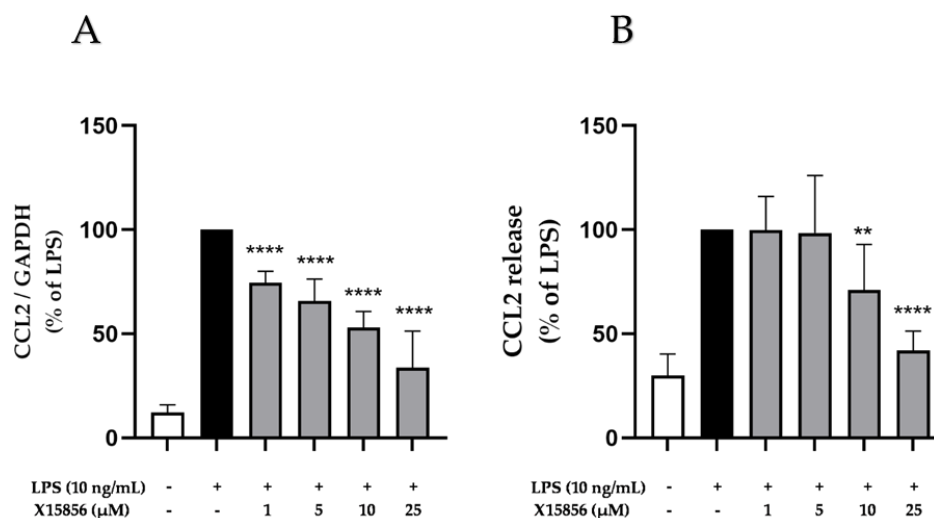 A
B
CCL2 / GAPDH
(% of LPS)
150
100
50
0
****
****
****
****
LPS (10 ng/mL) - + + + + +
X15856 (μM) - - 1 5 10 25
CCL2 release
(% of LPS)
150
100
50
0
**
****
LPS (10 ng/mL) - + + + + +
X15856 (μM) - - 1 5 10 25